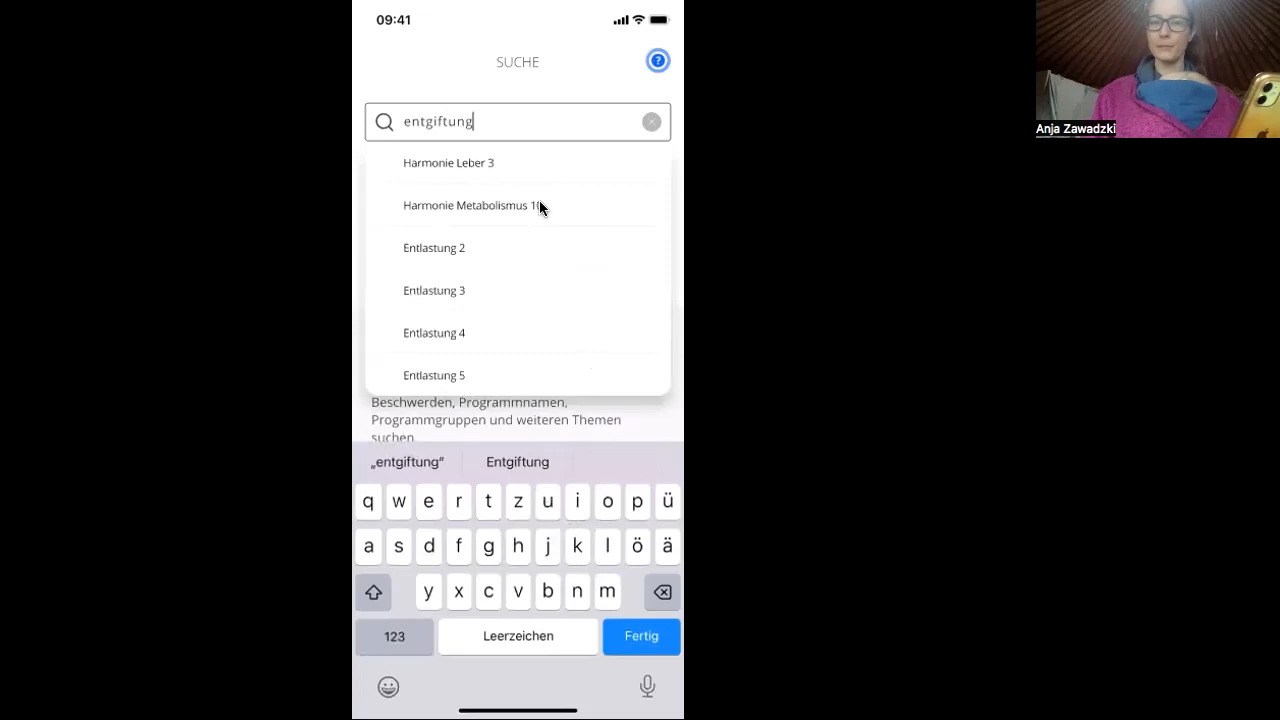 09:41
SUCHE
?
entgiftung
Harmonie Leber 3
Harmonie Metabolismus
Entlastung 2
Entlastung 3
Entlastung 4
Entlastung 5
Beschwerden, Programmnamen,
Programmgruppen und weiteren Themen
suchen
„entgiftung“ Entgiftung
q w e r t z u i o p ü
a s d f g h j k l ö ä
y x c v b n m
123 Leerzeichen Fertig
Anja Zawadzki